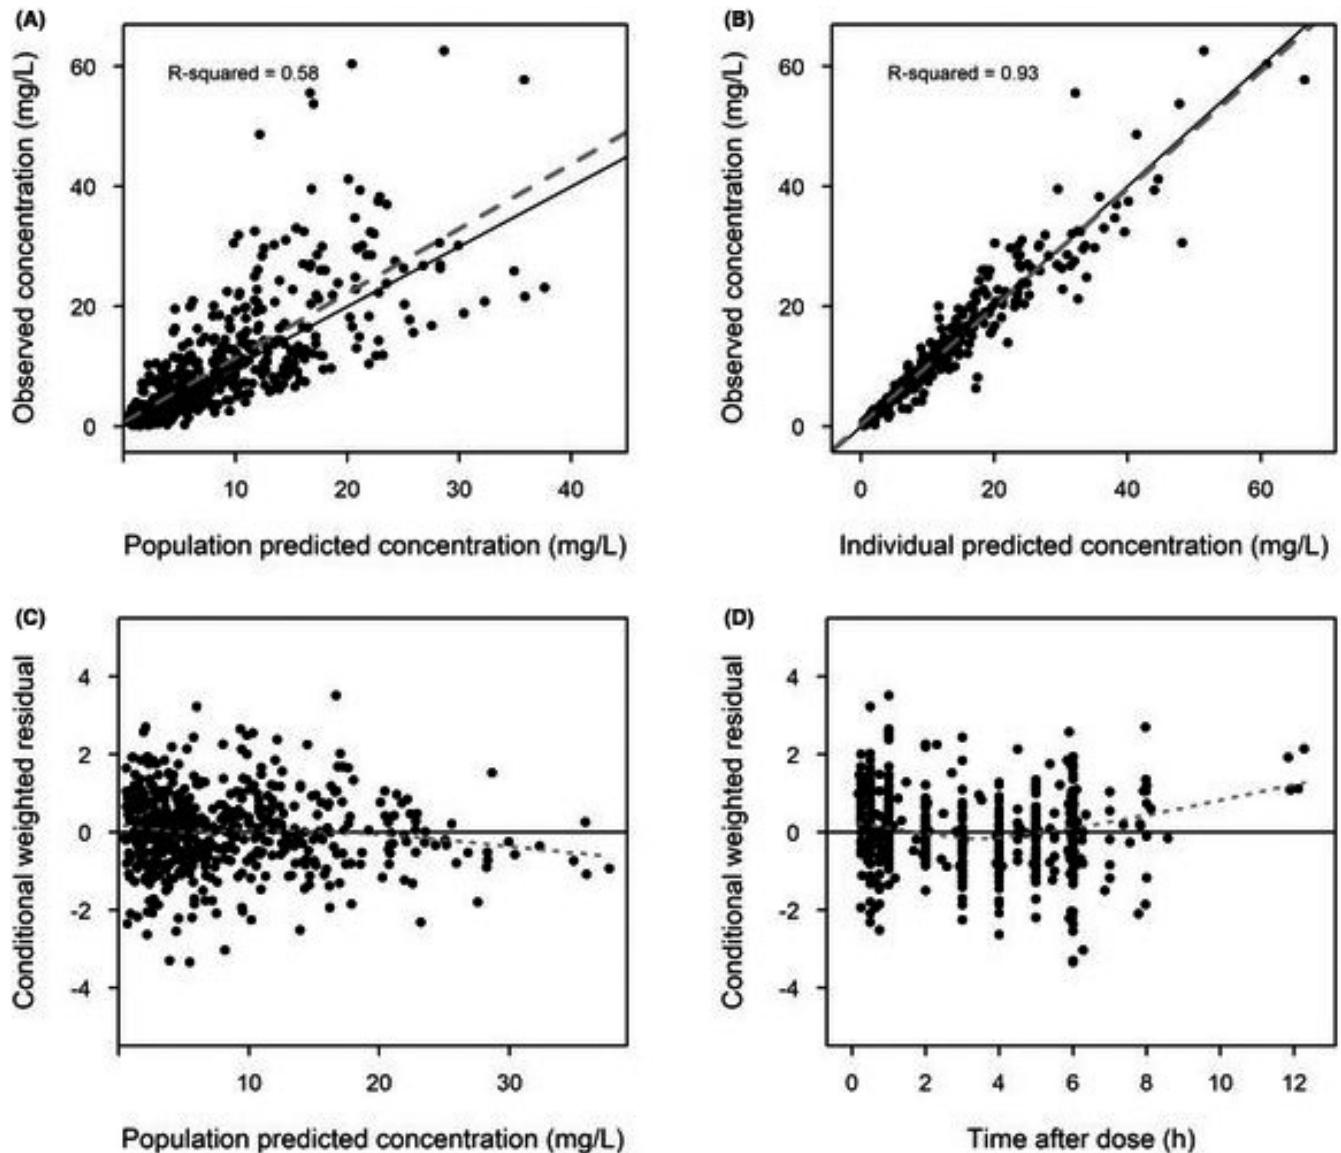 (A)
R-squared = 0.58
Observed concentration (mg/L)
60
40
20
0
10 20 30 40
Population predicted concentration (mg/L)
(B)
R-squared = 0.93
Observed concentration (mg/L)
60
40
20
0
0 20 40 60
Individual predicted concentration (mg/L)
(C)
Conditional weighted residual
4
2
0
-2
-4
10 20 30
Population predicted concentration (mg/L)
(D)
Conditional weighted residual
4
2
0
-2
-4
0 2 4 6 8 10 12
Time after dose (h)